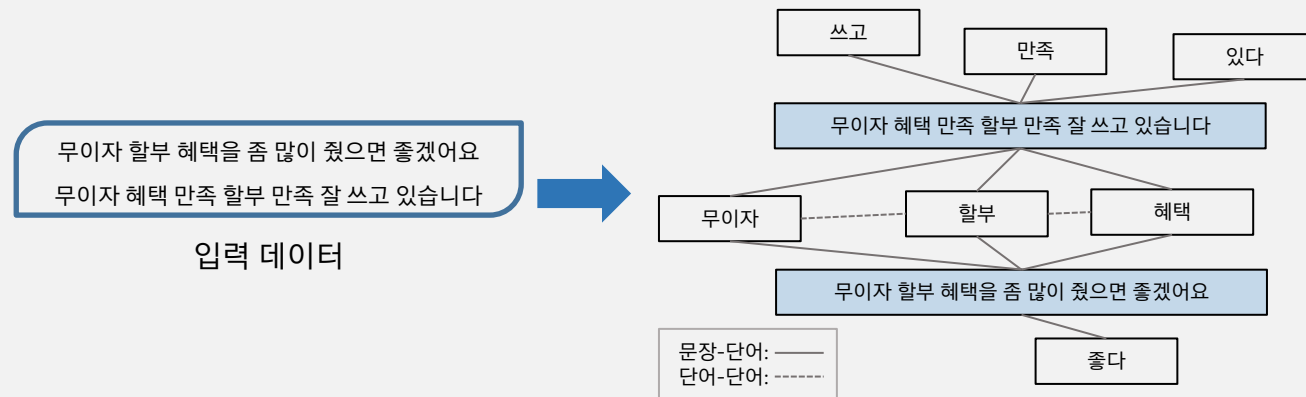 무이자 할부 혜택을 좀 많이 줬으면 좋겠어요
무이자 혜택 만족 할부 만족 잘 쓰고 있습니다
입력 데이터
쓰고
만족
있다
무이자 혜택 만족 할부 만족 잘 쓰고 있습니다
무이자
할부
혜택
무이자 할부 혜택을 좀 많이 줬으면 좋겠어요
좋다
문장-단어:
단어-단어: